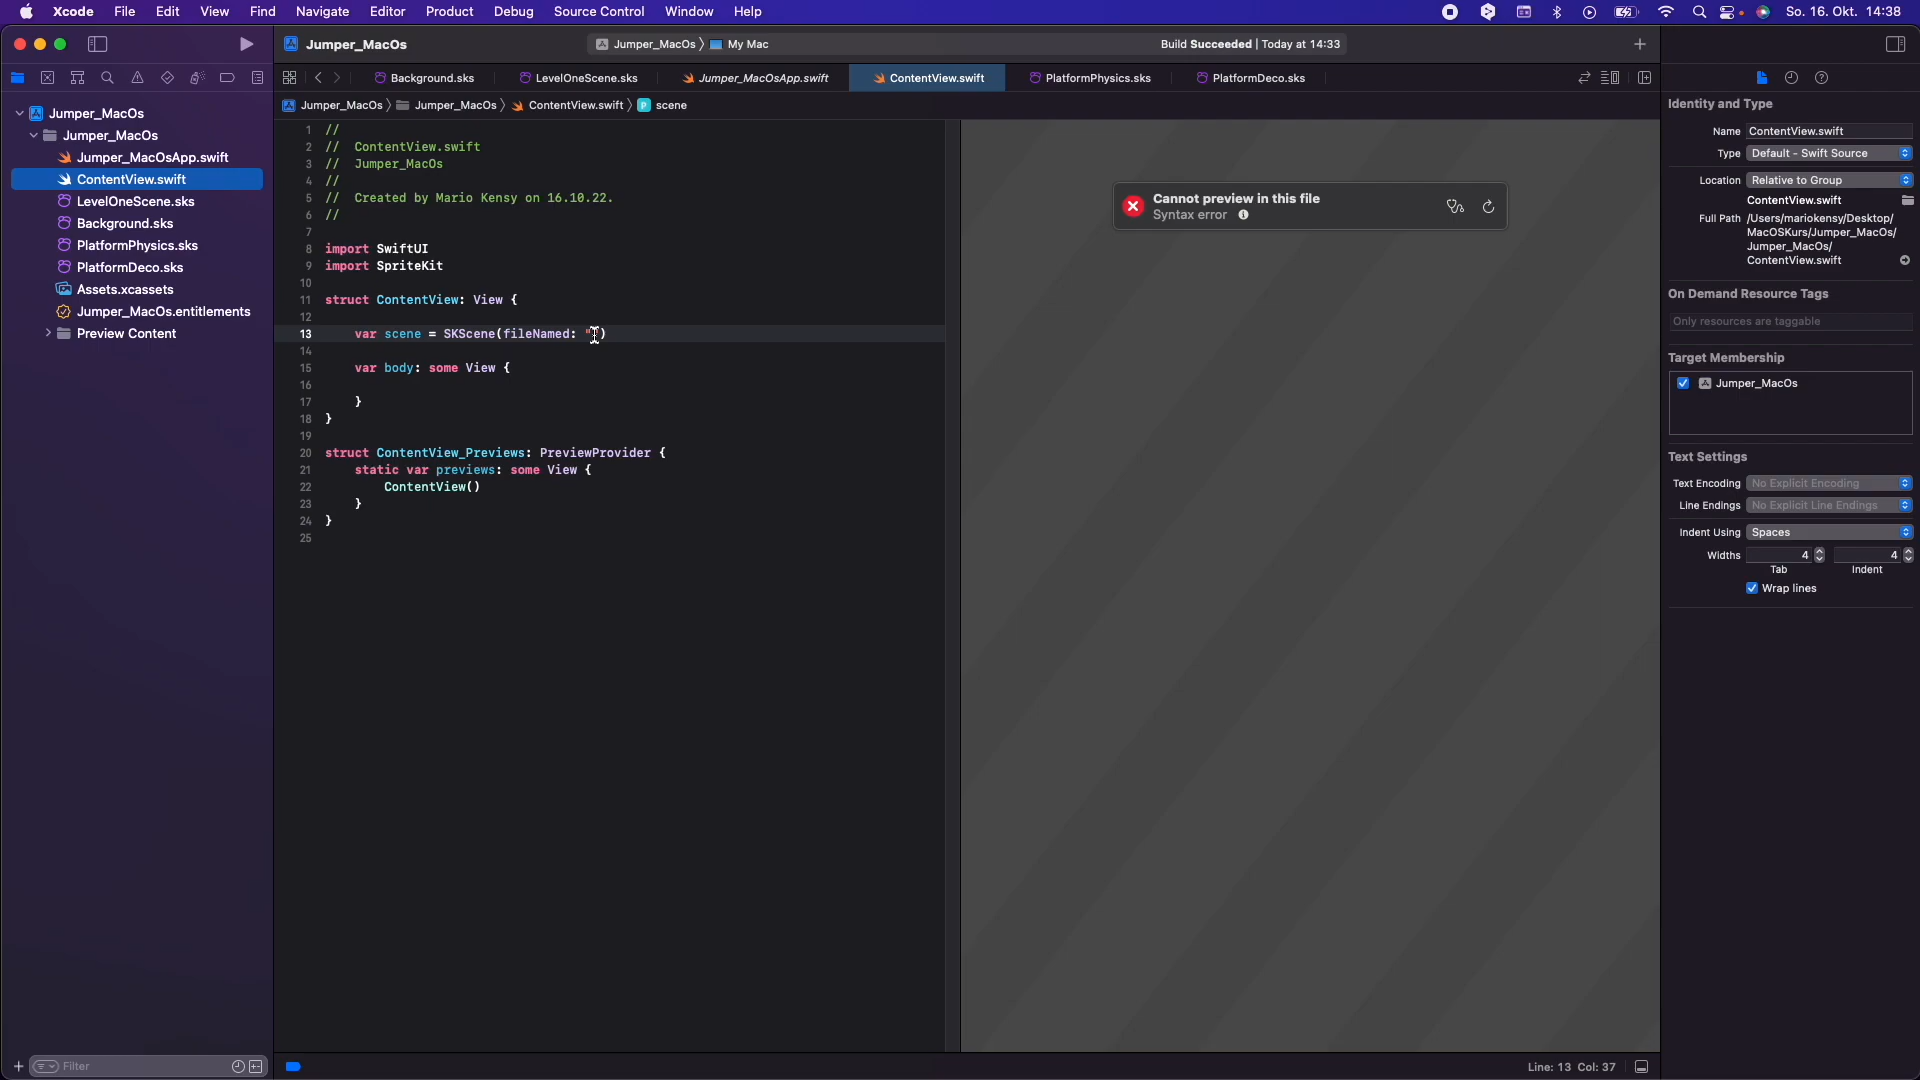 Xcode File Edit View Find Navigate Editor Product Debug Source Control Window Help So. 16. Okt. 14:38
Jumper_MacOs
Jumper_MacOs 〉 My Mac
Build Succeeded | Today at 14:33
Background.sks
LevelOneScene.sks
Jumper_MacOsApp.swift
ContentView.swift
PlatformPhysics.sks
PlatformDeco.sks
Jumper_MacOs 〉 Jumper_MacOs 〉 ContentView.swift 〉 P scene
Jumper_MacOs
Jumper_MacOs
Jumper_MacOsApp.swift
ContentView.swift
LevelOneScene.sks
Background.sks
PlatformPhysics.sks
PlatformDeco.sks
Assets.xcassets
Jumper_MacOs.entitlements
Preview Content
Filter
1 //
2 // ContentView.swift
3 // Jumper_MacOs
4 //
5 // Created by Mario Kensy on 16.10.22.
6 //
7
8 import SwiftUI
9 import SpriteKit
10
11 struct ContentView: View {
12
13 var scene = SKScene(fileNamed: "")
14
15 var body: some View {
16
17 }
18 }
19
20 struct ContentView_Previews: PreviewProvider {
21 static var previews: some View {
22 ContentView()
23 }
24 }
25
Cannot preview in this file
Syntax error
Line: 13 Col: 37
Identity and Type
Name ContentView.swift
Type Default - Swift Source
Location Relative to Group
ContentView.swift
Full Path /Users/mariokensy/Desktop/
MacOSKurs/Jumper_MacOs/
Jumper_MacOs/
ContentView.swift
On Demand Resource Tags
Only resources are taggable
Target Membership
Jumper_MacOs
Text Settings
Text Encoding No Explicit Encoding
Line Endings No Explicit Line Endings
Indent Using Spaces
Widths 4 4
Tab Indent
Wrap lines